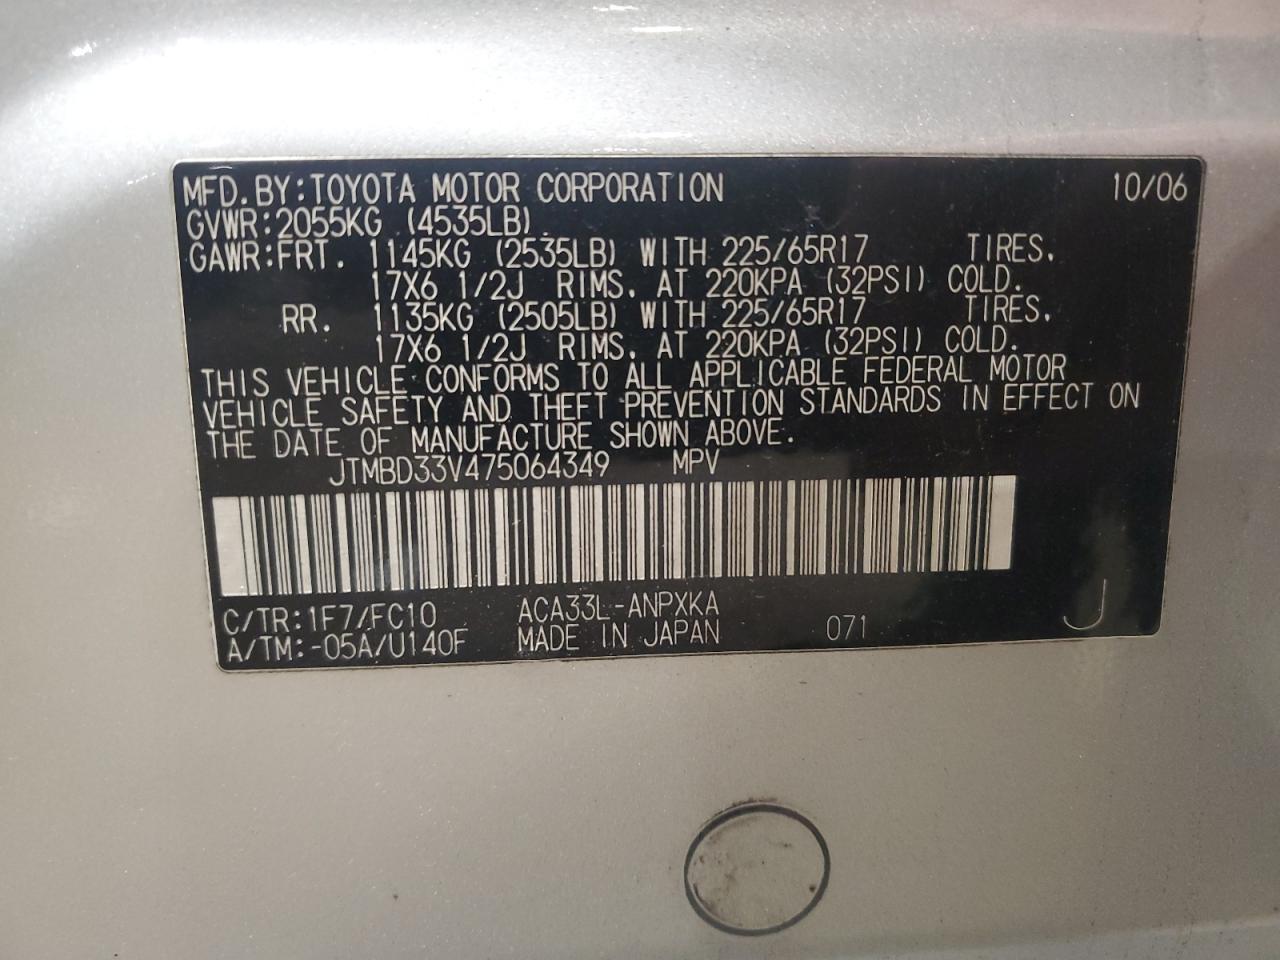 MFD.BY:TOYOTA MOTOR CORPORATION 10/06
GVWR:2055KG (4535LB)
GAWR:FRT. 1145KG (2535LB) WITH 225/65R17 TIRES.
17X6 1/2J RIMS. AT 220KPA (32PSI) COLD.
RR. 1135KG (2505LB) WITH 225/65R17 TIRES.
17X6 1/2J RIMS. AT 220KPA (32PSI) COLD.
THIS VEHICLE CONFORMS TO ALL APPLICABLE FEDERAL MOTOR
VEHICLE SAFETY AND THEFT PREVENTION STANDARDS IN EFFECT ON
THE DATE OF MANUFACTURE SHOWN ABOVE.
JTMBD33V475064349 MPV
C/TR:1F7/FC10 ACA33L-ANPXKA
A/TM:-05A/U140F MADE IN JAPAN 071 J